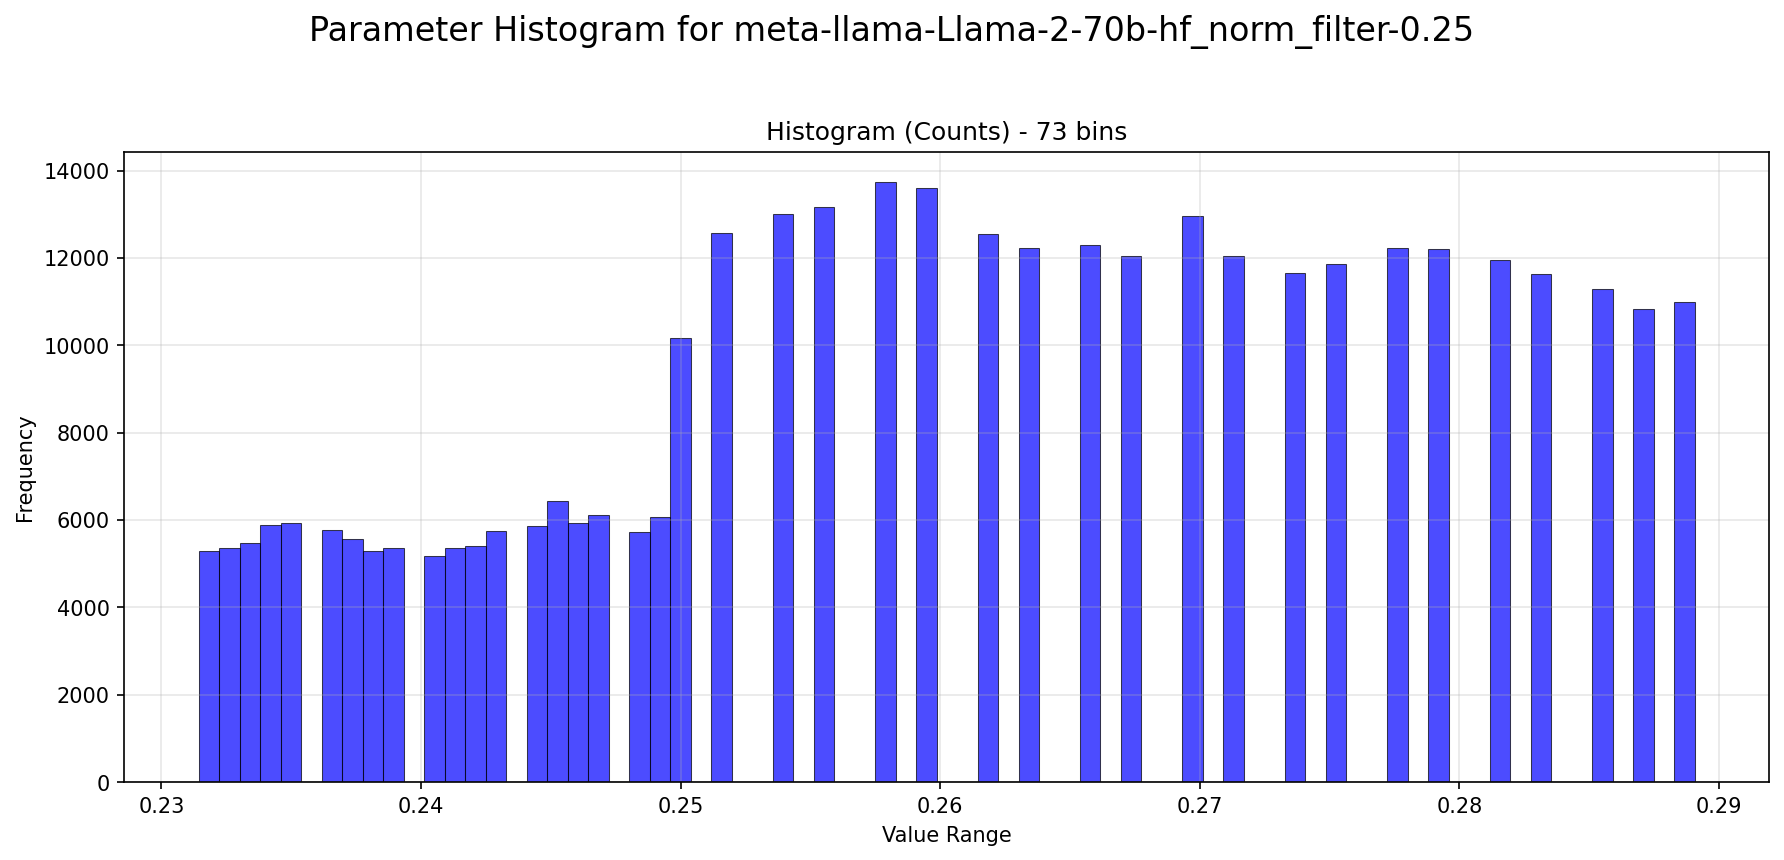 Parameter Histogram for meta-llama-Llama-2-70b-hf_norm_filter-0.25
Histogram (Counts) - 73 bins
14000
12000
10000
8000
6000
4000
2000
0
Frequency
0.23 0.24 0.25 0.26 0.27 0.28 0.29
Value Range